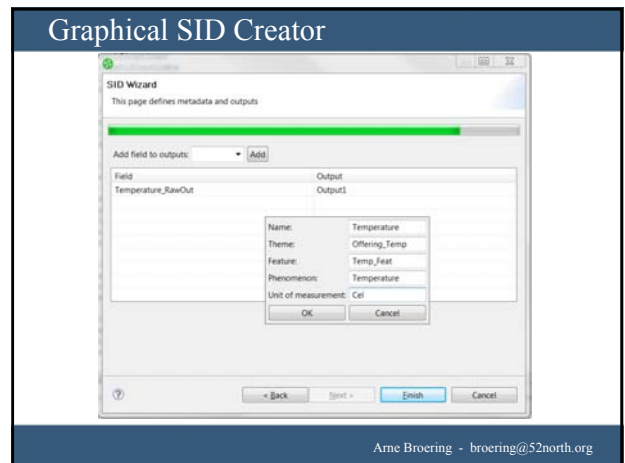 Graphical SID Creator
SID Wizard
This page defines metadata and outputs
Add field to outputs: Add
Field Output
Temperature_RawOut Output1
Name: Temperature
Theme: Offering_Temp
Feature: Temp_Feat
Phenomenon: Temperature
Unit of measurement: Cel
OK Cancel
< Back Next > Finish Cancel
Arne Broering - broering@52north.org